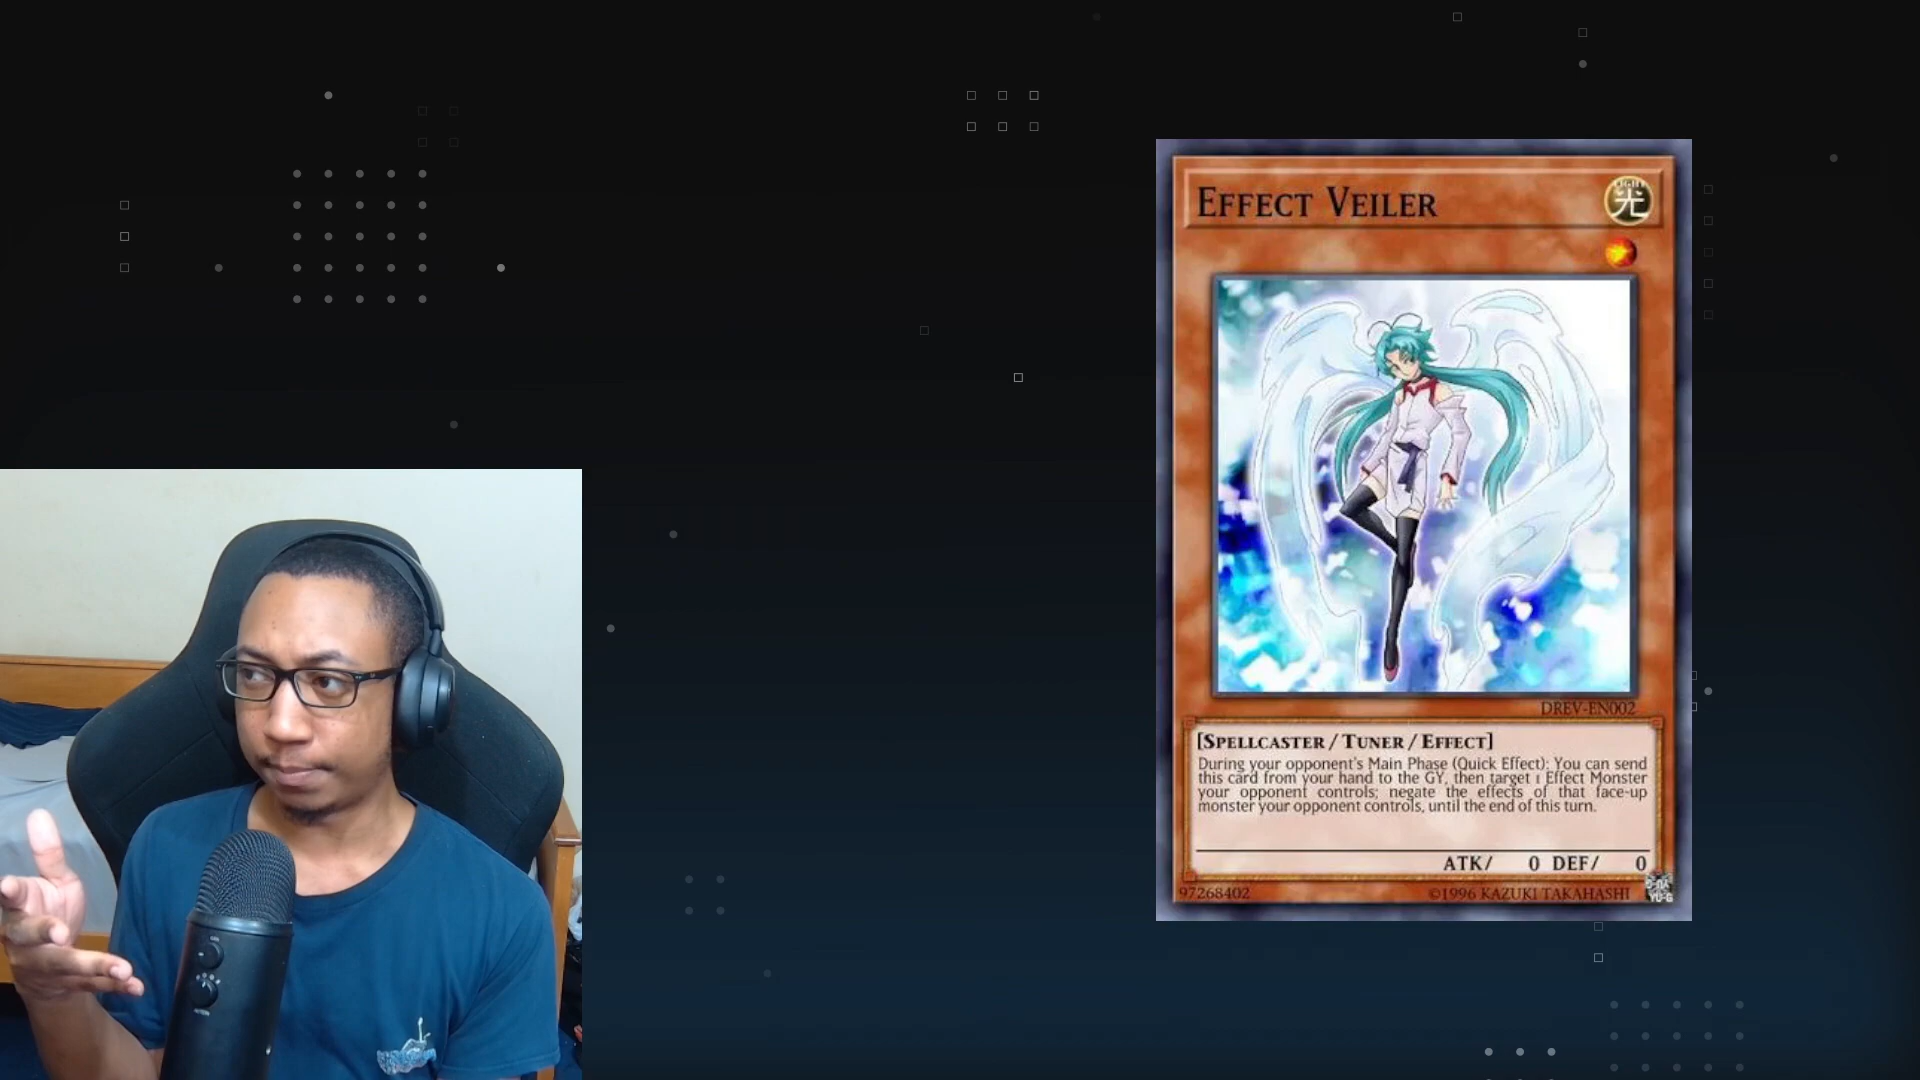 EFFECT VEILER
LIGHT
光
DREV-EN002
[SPELLCASTER / TUNER / EFFECT]
During your opponent's Main Phase (Quick Effect): You can send
this card from your hand to the GY, then target 1 Effect Monster
your opponent controls; negate the effects of that face-up
monster your opponent controls, until the end of this turn.
ATK/ 0 DEF/ 0
97268402
©1996 KAZUKI TAKAHASHI